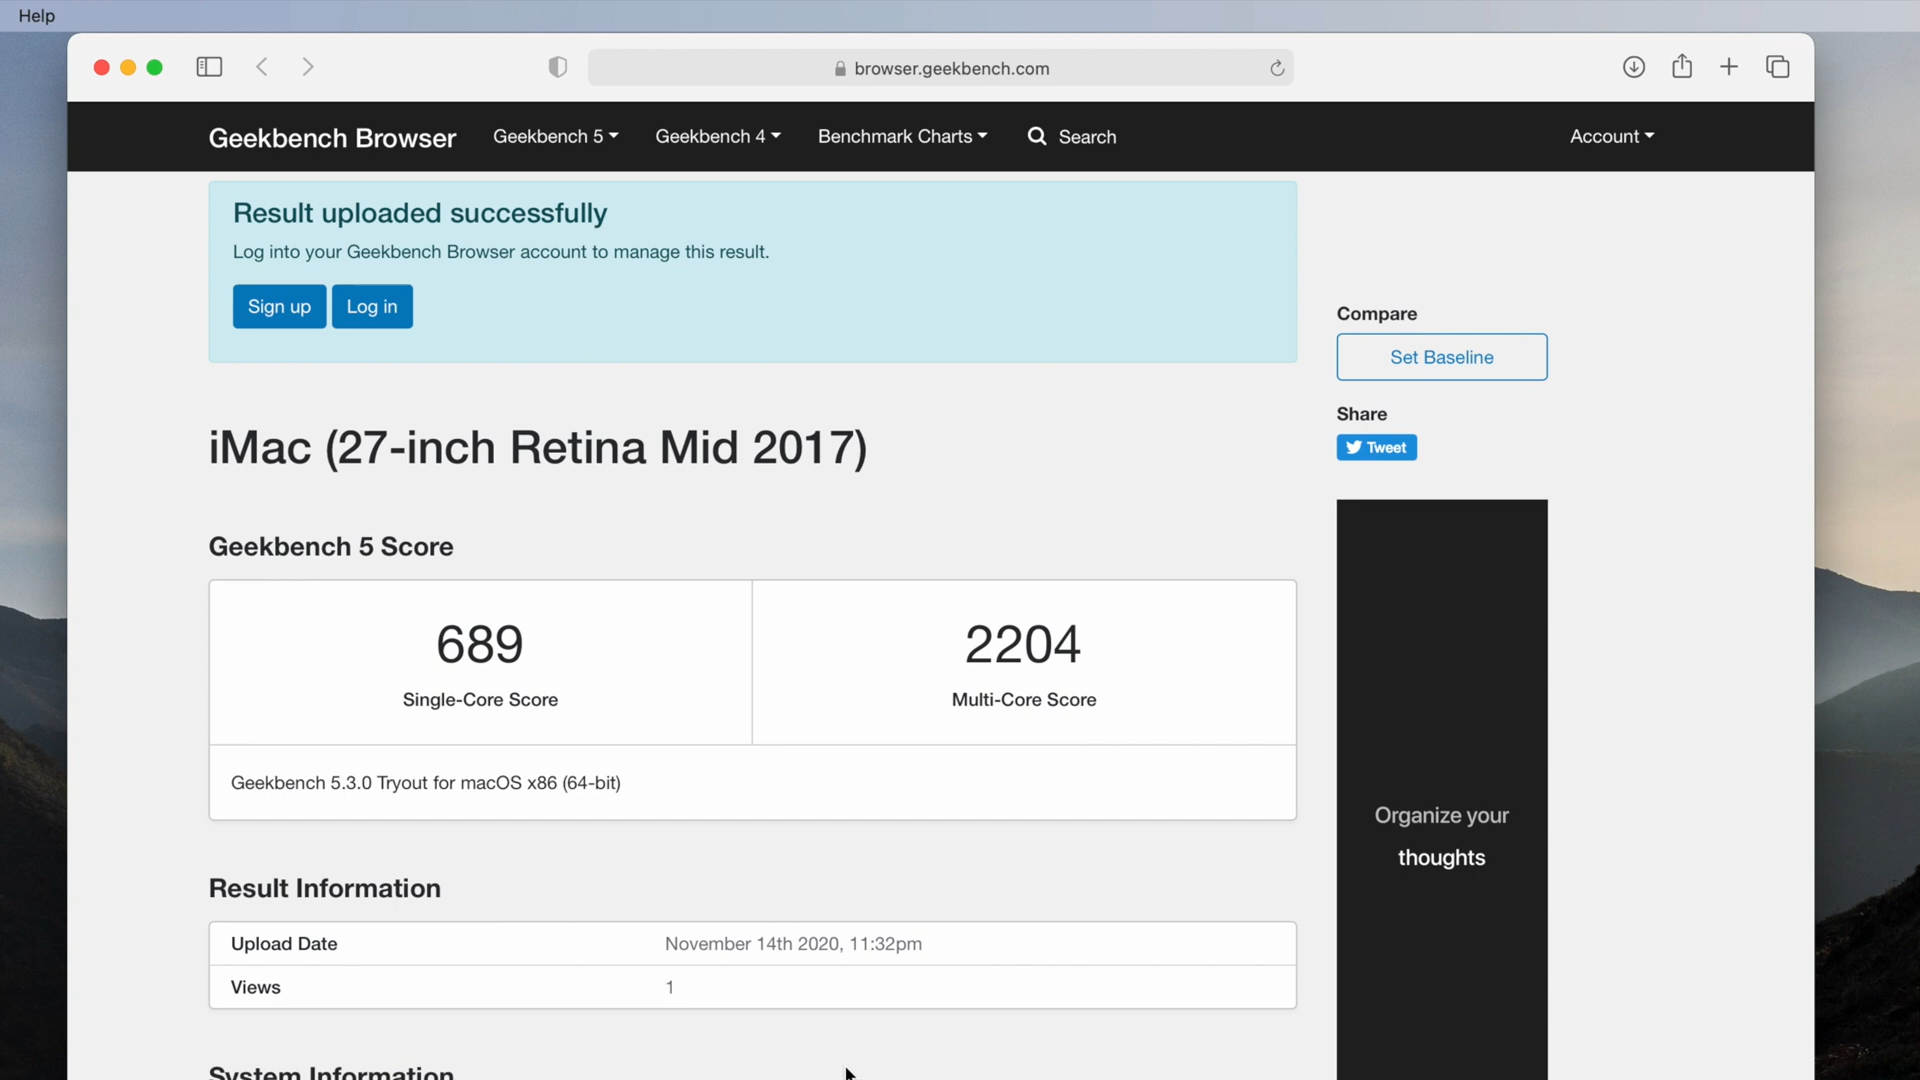 Help
browser.geekbench.com
Geekbench Browser
Geekbench 5
Geekbench 4
Benchmark Charts
Search
Account
Result uploaded successfully
Log into your Geekbench Browser account to manage this result.
Sign up
Log in
Compare
Set Baseline
Share
Tweet
iMac (27-inch Retina Mid 2017)
Geekbench 5 Score
689
Single-Core Score
2204
Multi-Core Score
Geekbench 5.3.0 Tryout for macOS x86 (64-bit)
Organize your
thoughts
Result Information
Upload Date
November 14th 2020, 11:32pm
Views
1
System Information